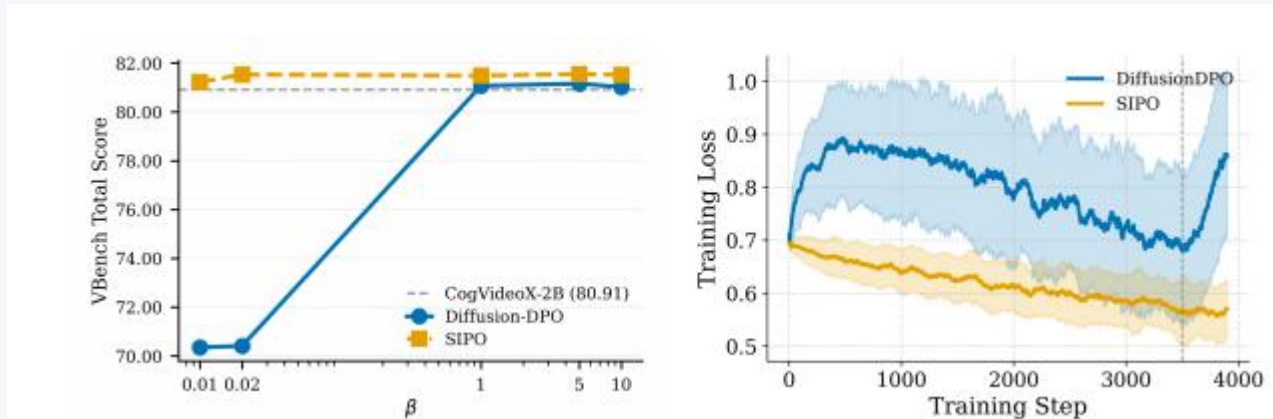 82.00
80.00
78.00
76.00
74.00
72.00
70.00
VBench Total Score
CogVideoX-2B (80.91)
Diffusion-DPO
SIPO
0.01 0.02 1 5 10
β
1.0
0.9
0.8
0.7
0.6
0.5
Training Loss
DiffusionDPO
SIPO
0 1000 2000 3000 4000
Training Step